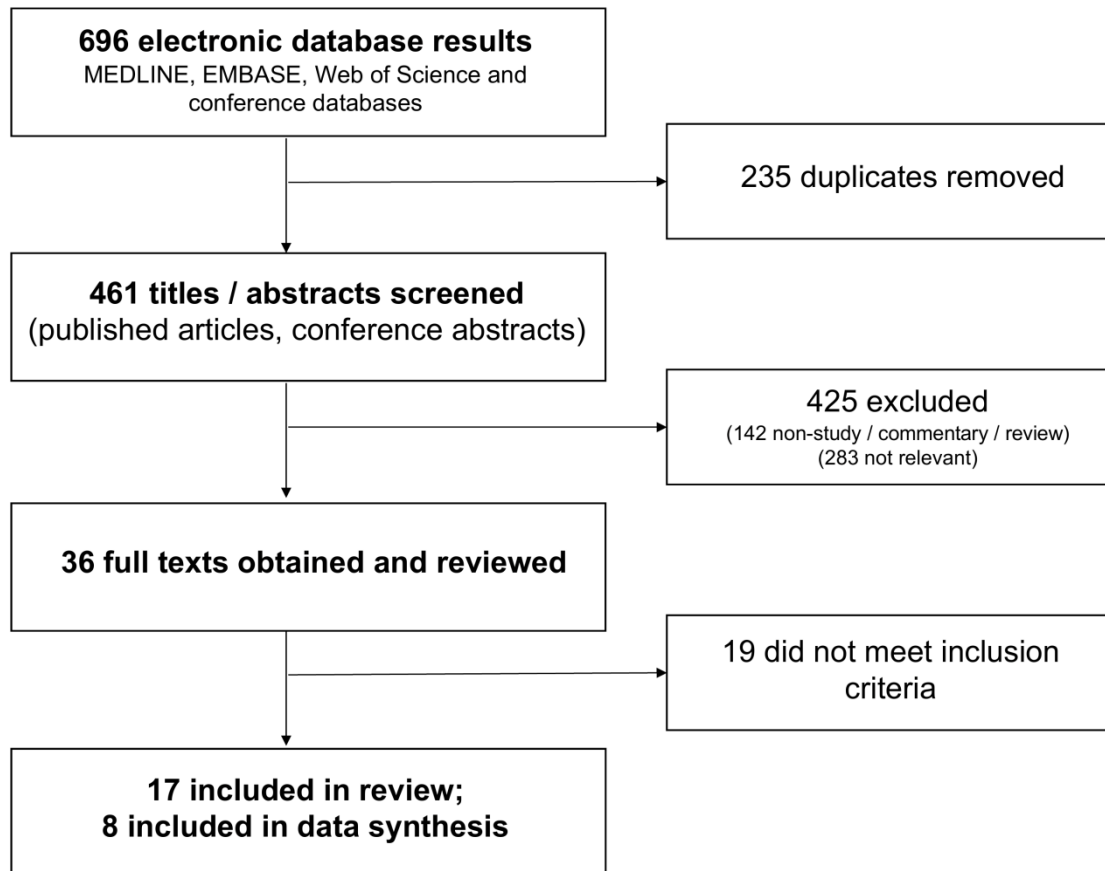 696 electronic database results
MEDLINE, EMBASE, Web of Science and
conference databases
235 duplicates removed
461 titles / abstracts screened
(published articles, conference abstracts)
425 excluded
(142 non-study / commentary / review)
(283 not relevant)
36 full texts obtained and reviewed
19 did not meet inclusion
criteria
17 included in review;
8 included in data synthesis